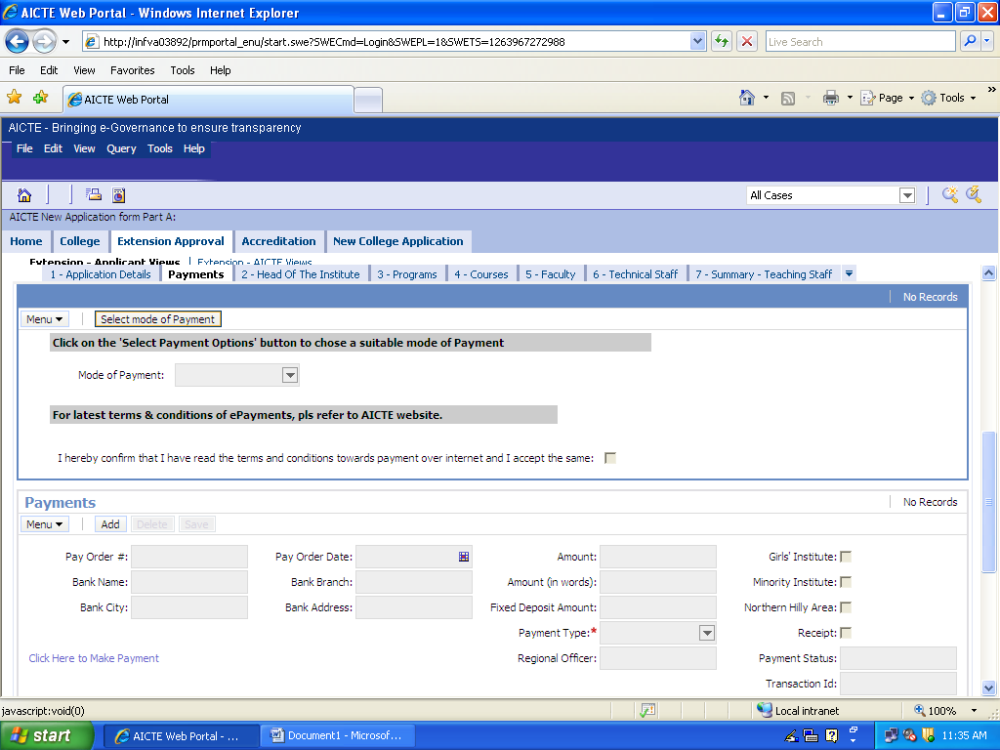 AICTE Web Portal - Windows Internet Explorer
http://infva03892/prmportal_enu/start.swe?SWECmd=Login&SWEPL=1&SWETS=1263967272988
Live Search
File Edit View Favorites Tools Help
AICTE Web Portal
Page Tools
AICTE - Bringing e-Governance to ensure transparency
File Edit View Query Tools Help
All Cases
AICTE New Application form Part A:
Home College Extension Approval Accreditation New College Application
Extension - Applicant Views Extension - AICTE Views
1 - Application Details Payments 2 - Head Of The Institute 3 - Programs 4 - Courses 5 - Faculty 6 - Technical Staff 7 - Summary - Teaching Staff
No Records
Menu Select mode of Payment
Click on the 'Select Payment Options' button to chose a suitable mode of Payment
Mode of Payment:
For latest terms & conditions of ePayments, pls refer to AICTE website.
I hereby confirm that I have read the terms and conditions towards payment over internet and I accept the same:
Payments No Records
Menu Add Delete Save
Pay Order #: Pay Order Date: Amount: Girls' Institute:
Bank Name: Bank Branch: Amount (in words): Minority Institute:
Bank City: Bank Address: Fixed Deposit Amount: Northern Hilly Area:
Payment Type:* Receipt:
Click Here to Make Payment Regional Officer: Payment Status:
Transaction Id:
javascript:void(0) Local intranet 100%
start AICTE Web Portal - ... Document1 - Microsof... 11:35 AM